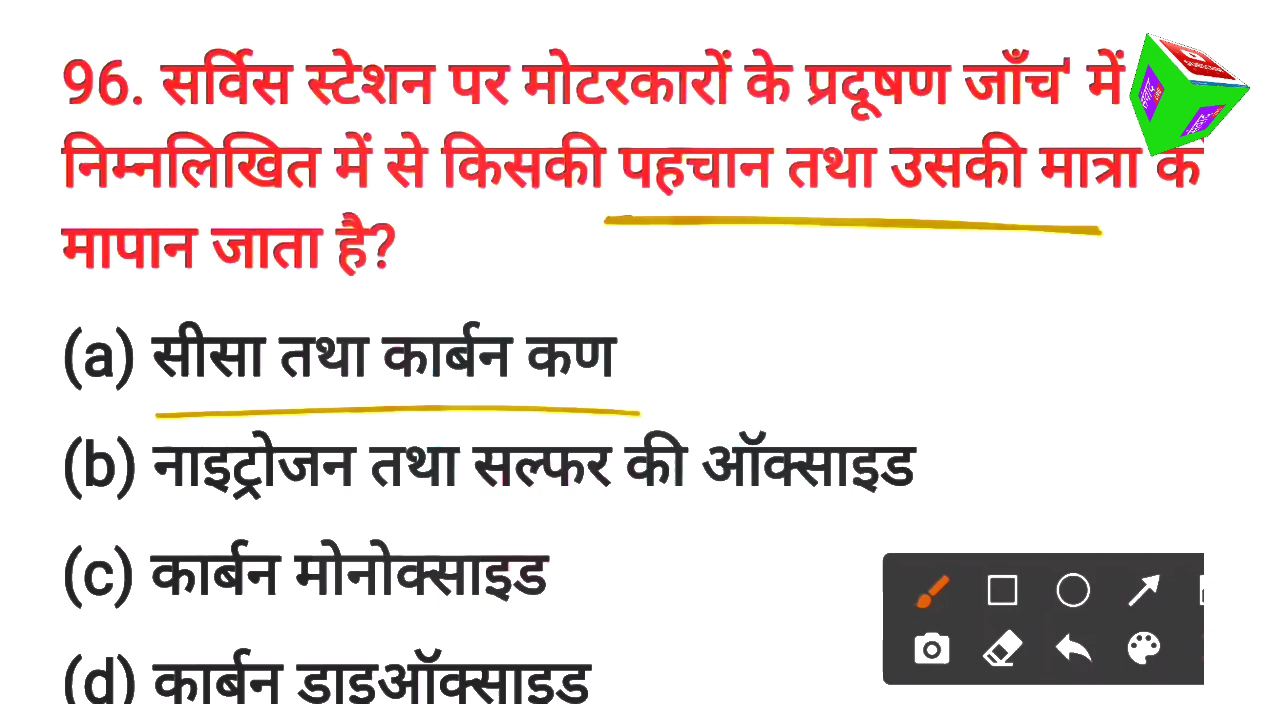 96. सर्विस स्टेशन पर मोटरकारों के प्रदूषण जाँच' में
निम्नलिखित में से किसकी पहचान तथा उसकी मात्रा क
मापान जाता है?
(a) सीसा तथा कार्बन कण
(b) नाइट्रोजन तथा सल्फर की ऑक्साइड
(c) कार्बन मोनोक्साइड
(d) कार्बन डाइऑक्साइड